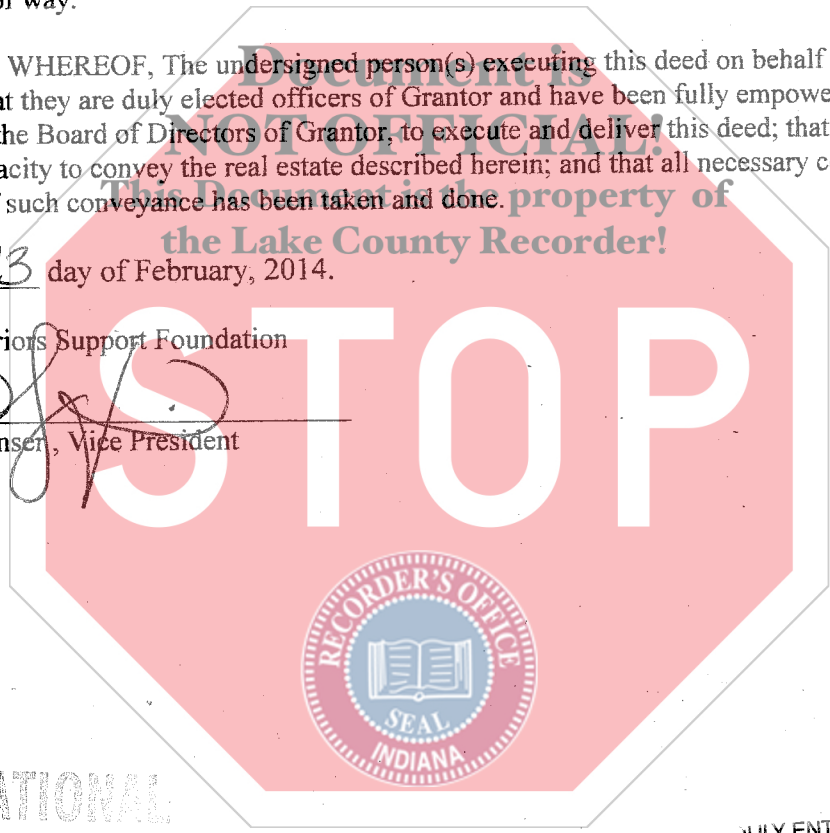 or way.
WHEREOF, The undersigned person(s) executing this deed on behalf
at they are duly elected officers of Grantor and have been fully empowe
the Board of Directors of Grantor, to execute and deliver this deed; that
acity to convey the real estate described herein; and that all necessary c
such conveyance has been taken and done.
Document is
NOT OFFICIAL!
This Document is the property of
the Lake County Recorder!
3 day of February, 2014.
riors Support Foundation
nsen, Vice President
STOP
RECORDER'S OFFICE
SEAL
INDIANA
ATIONAL